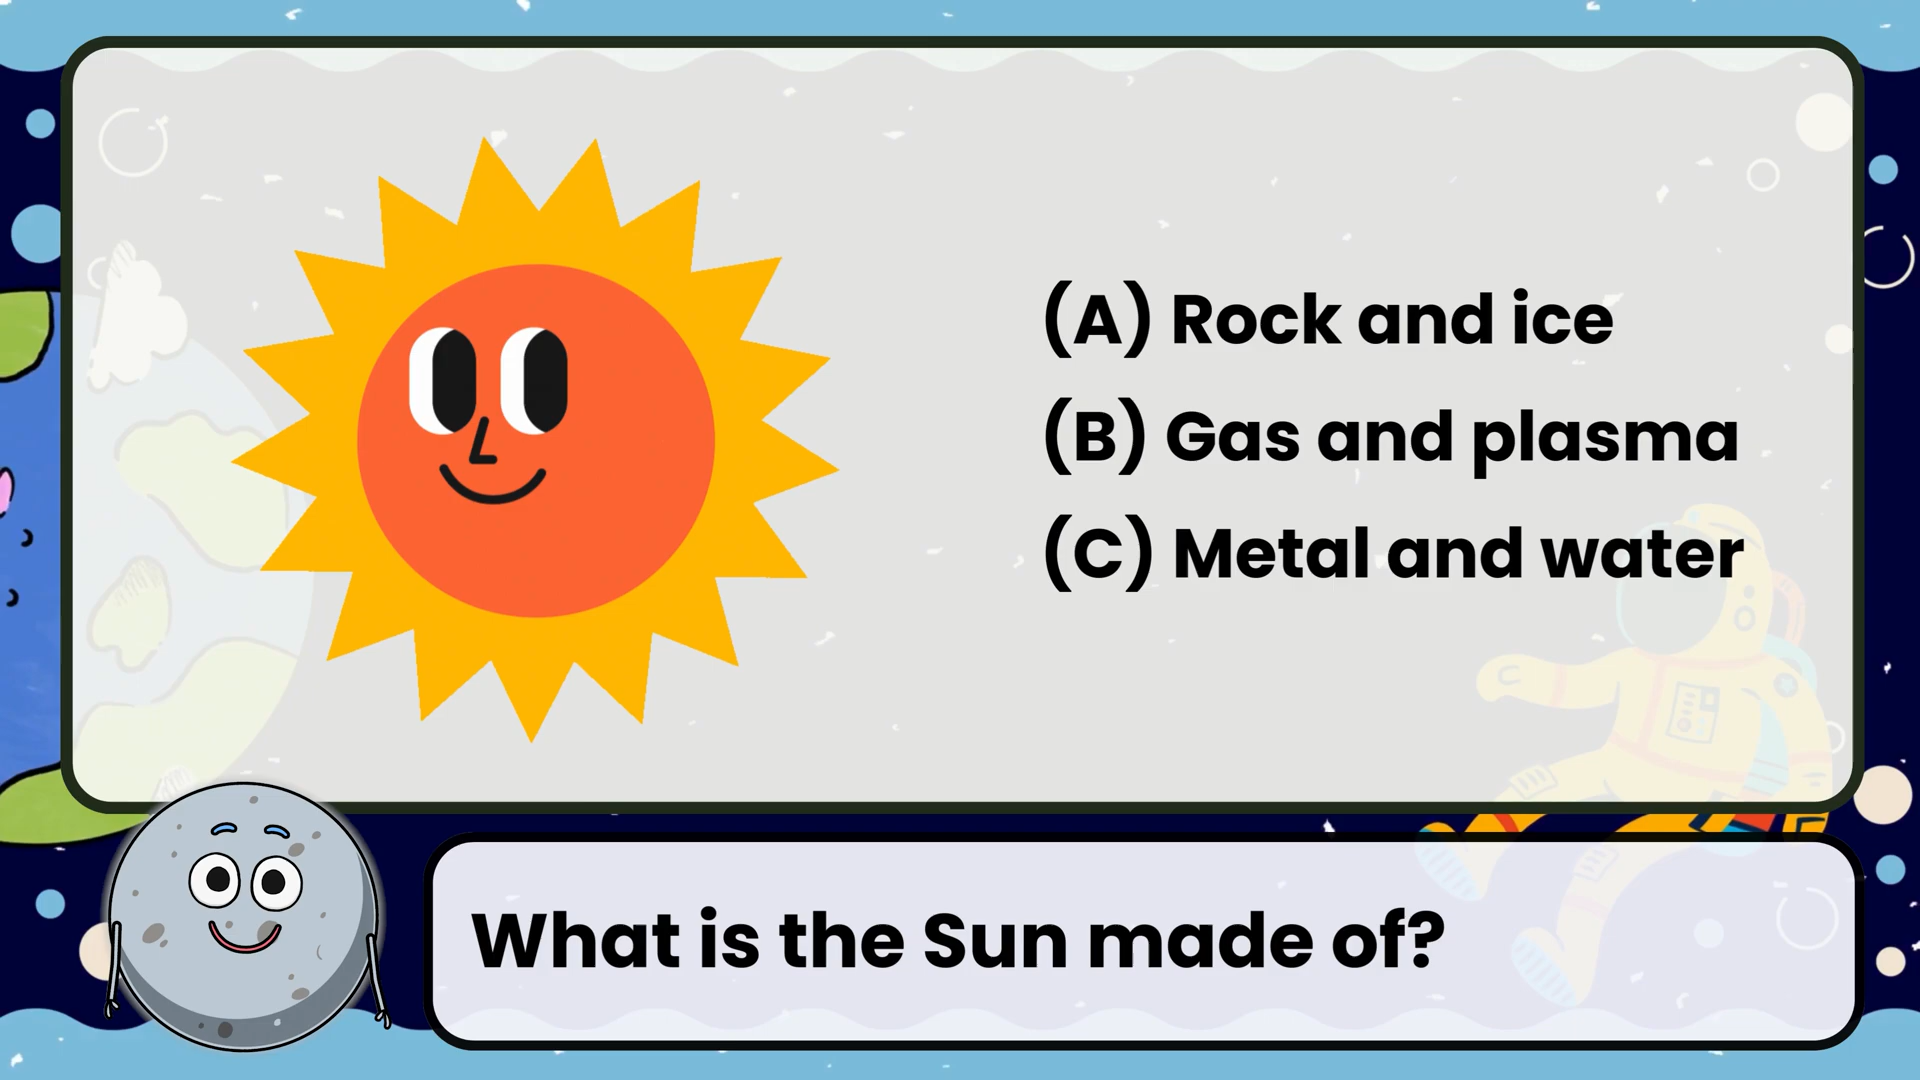 (A) Rock and ice
(B) Gas and plasma
(C) Metal and water
What is the Sun made of?